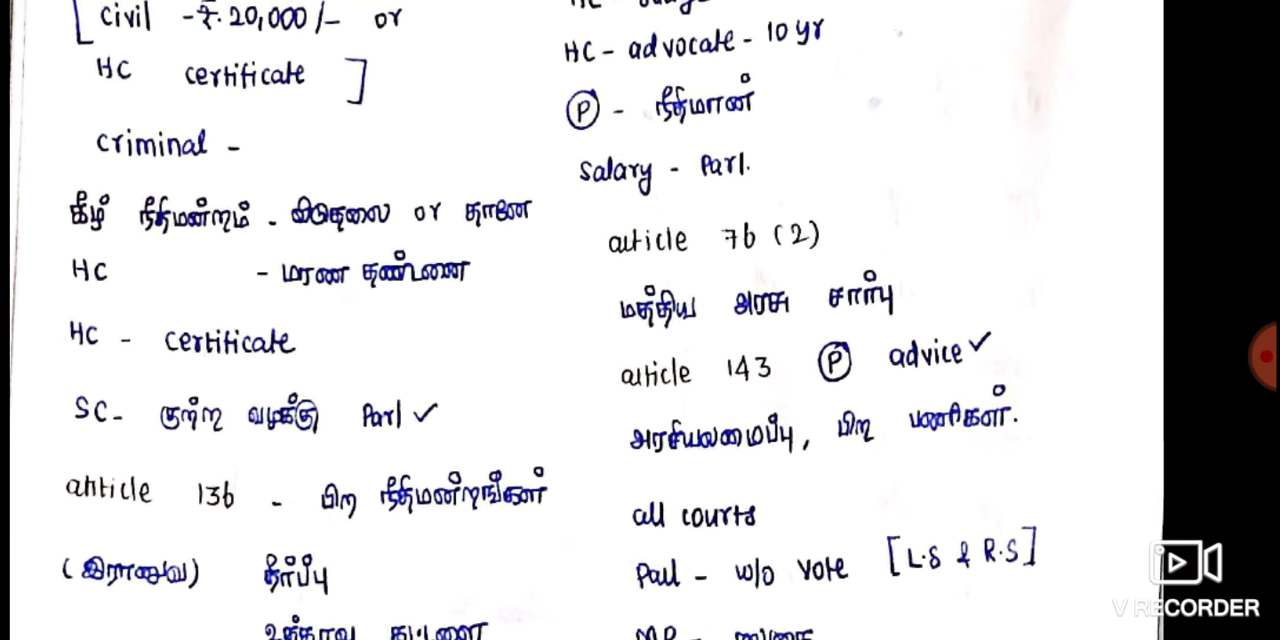 [ civil - ₹. 20,000/- or
HC certificate ]
criminal -
கீழ் நீதிமன்றம் - விடுதலை or தானே
HC - மரண தண்டனை
HC - certificate
SC - குற்ற வழக்கு Parl ✓
article 136 - பிற நீதிமன்றங்கள்
(இராணுவ) தீர்ப்பு
HC - advocate - 10 yr
Ⓟ - நீதிமான்
salary - Parl.
article 76 (2)
மத்திய அரசு சார்பு
article 143 Ⓟ advice ✓
அரசியலமைப்பு, பிற பணிகள்.
all courts
Parl - w/o vote [L.S & R.S]
V RECORDER